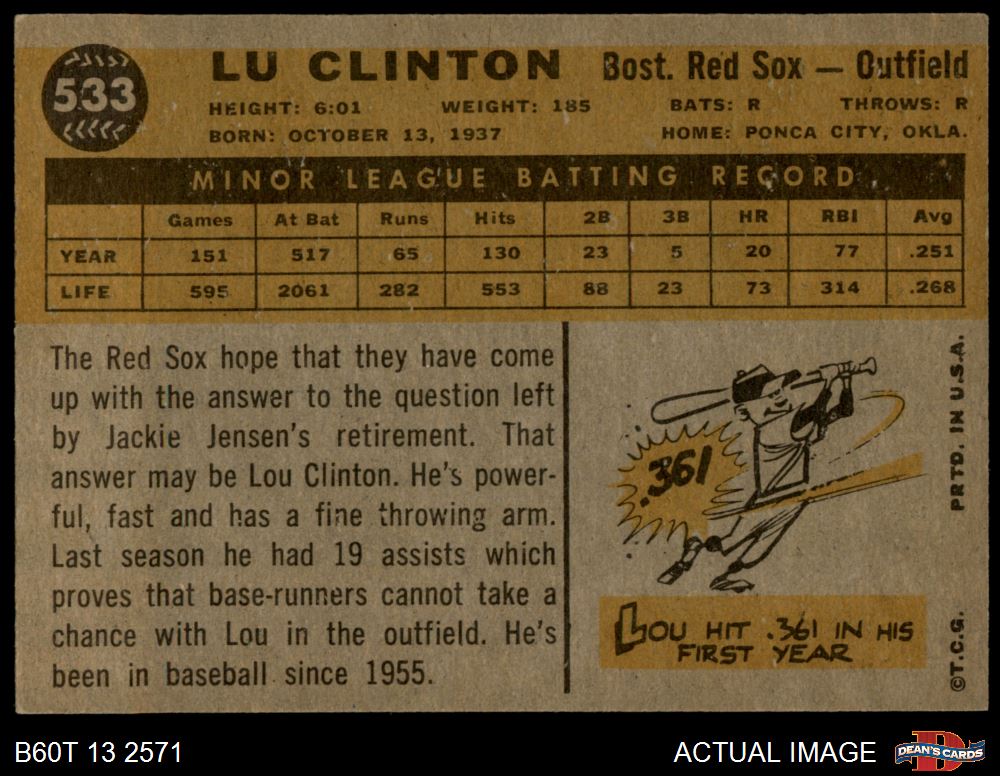 533
LU CLINTON Bost. Red Sox — Outfield
HEIGHT: 6:01 WEIGHT: 185 BATS: R THROWS: R
BORN: OCTOBER 13, 1937 HOME: PONCA CITY, OKLA.
MINOR LEAGUE BATTING RECORD
Games At Bat Runs Hits 2B 3B HR RBI Avg
YEAR 151 517 65 130 23 5 20 77 .251
LIFE 595 2061 282 553 88 23 73 314 .268
The Red Sox hope that they have come
up with the answer to the question left
by Jackie Jensen's retirement. That
answer may be Lou Clinton. He's power-
ful, fast and has a fine throwing arm.
Last season he had 19 assists which
proves that base-runners cannot take a
chance with Lou in the outfield. He's
been in baseball since 1955.
.361
LOU HIT .361 IN HIS
FIRST YEAR
©T.C.G. PRTD. IN U.S.A.
B60T 13 2571 ACTUAL IMAGE DEAN'S CARDS